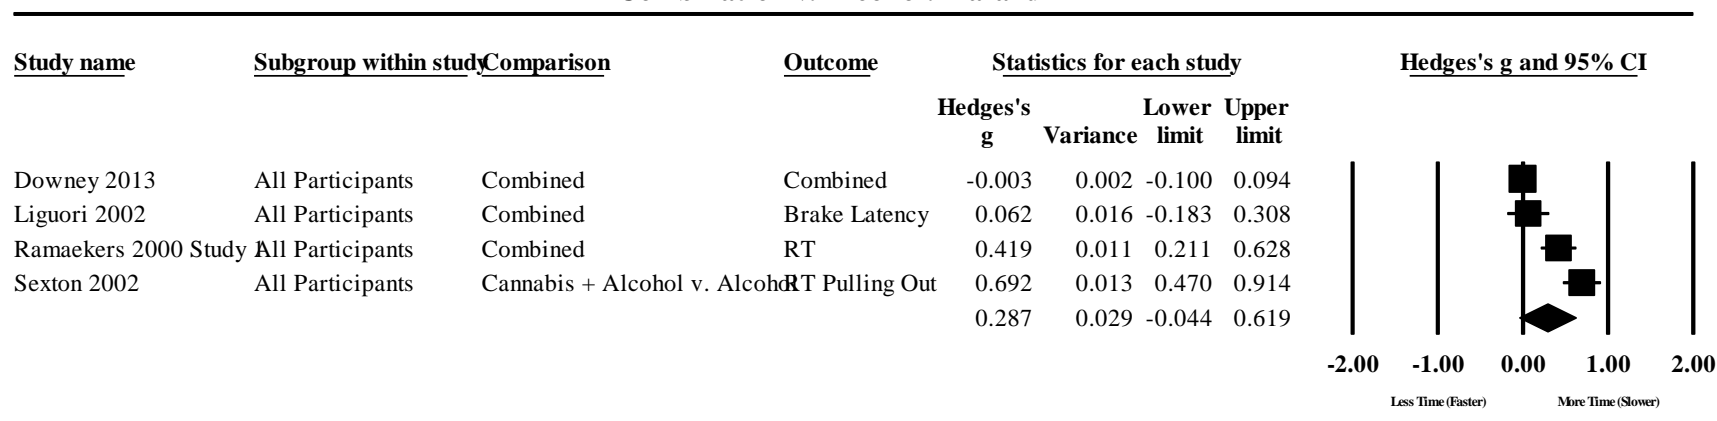 Study name Subgroup within study Comparison Outcome Statistics for each study Hedges's g and 95% CI
Hedges's Lower Upper
g Variance limit limit
Downey 2013 All Participants Combined Combined -0.003 0.002 -0.100 0.094
Liguori 2002 All Participants Combined Brake Latency 0.062 0.016 -0.183 0.308
Ramaekers 2000 Study 1 All Participants Combined RT 0.419 0.011 0.211 0.628
Sexton 2002 All Participants Cannabis + Alcohol v. Alcohol RT Pulling Out 0.692 0.013 0.470 0.914
0.287 0.029 -0.044 0.619
-2.00 -1.00 0.00 1.00 2.00
Less Time (Faster) More Time (Slower)